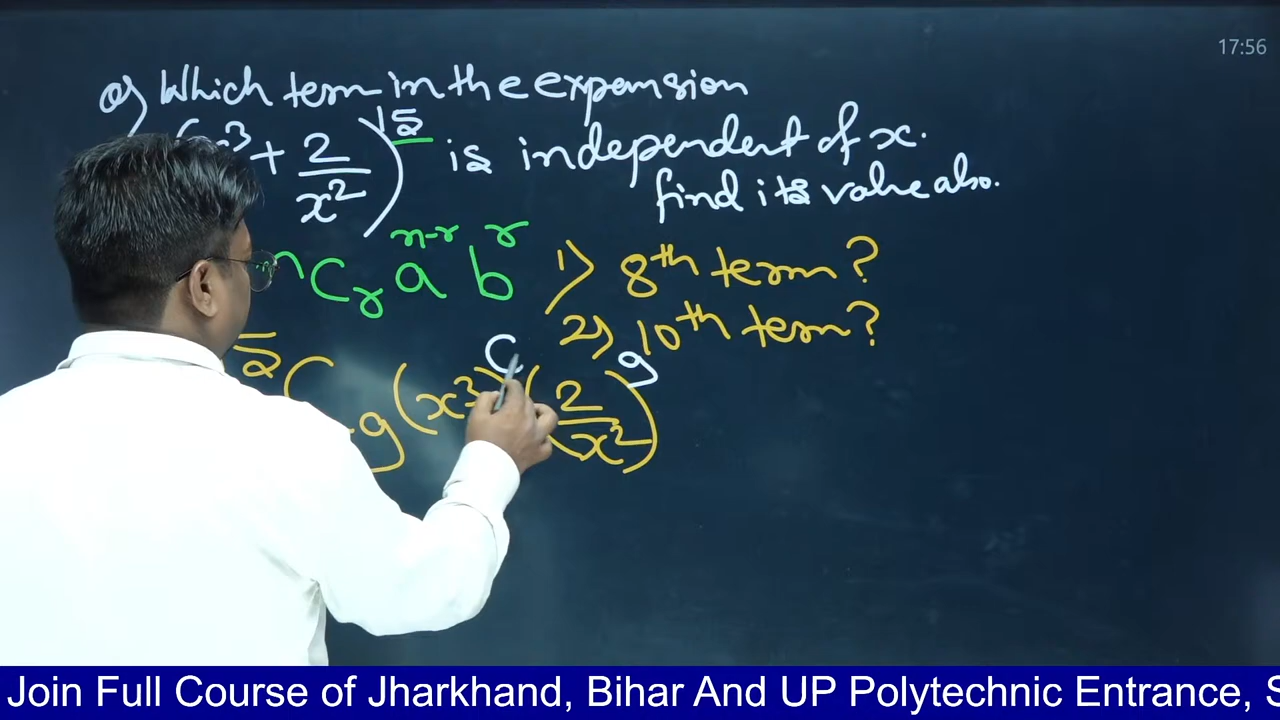 17:56
Q) Which term in the expansion
x³ + 2/x²)¹⁵ is independent of x.
find its value also.
ⁿCᵣ aⁿ⁻ʳ bʳ
1) 8th term?
2) 10th term?
¹⁵C₉ (x³) (2/x²)⁹
Join Full Course of Jharkhand, Bihar And UP Polytechnic Entrance, S